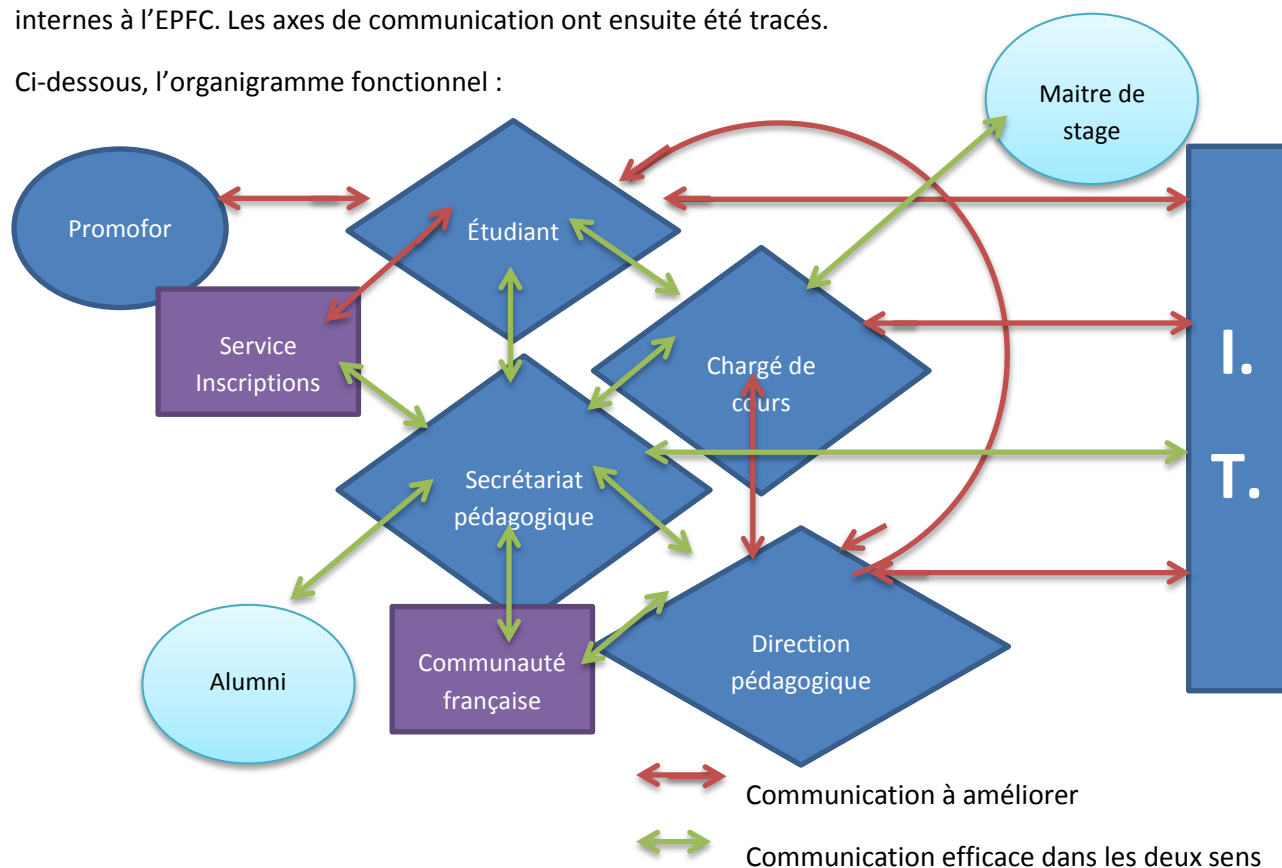 internes à l’EPFC. Les axes de communication ont ensuite été tracés.
Ci-dessous, l’organigramme fonctionnel :
Maitre de
stage
Promofor
Étudiant
Service
Inscriptions
Chargé de
cours
I.
T.
Secrétariat
pédagogique
Alumni
Communauté
française
Direction
pédagogique
Communication à améliorer
Communication efficace dans les deux sens